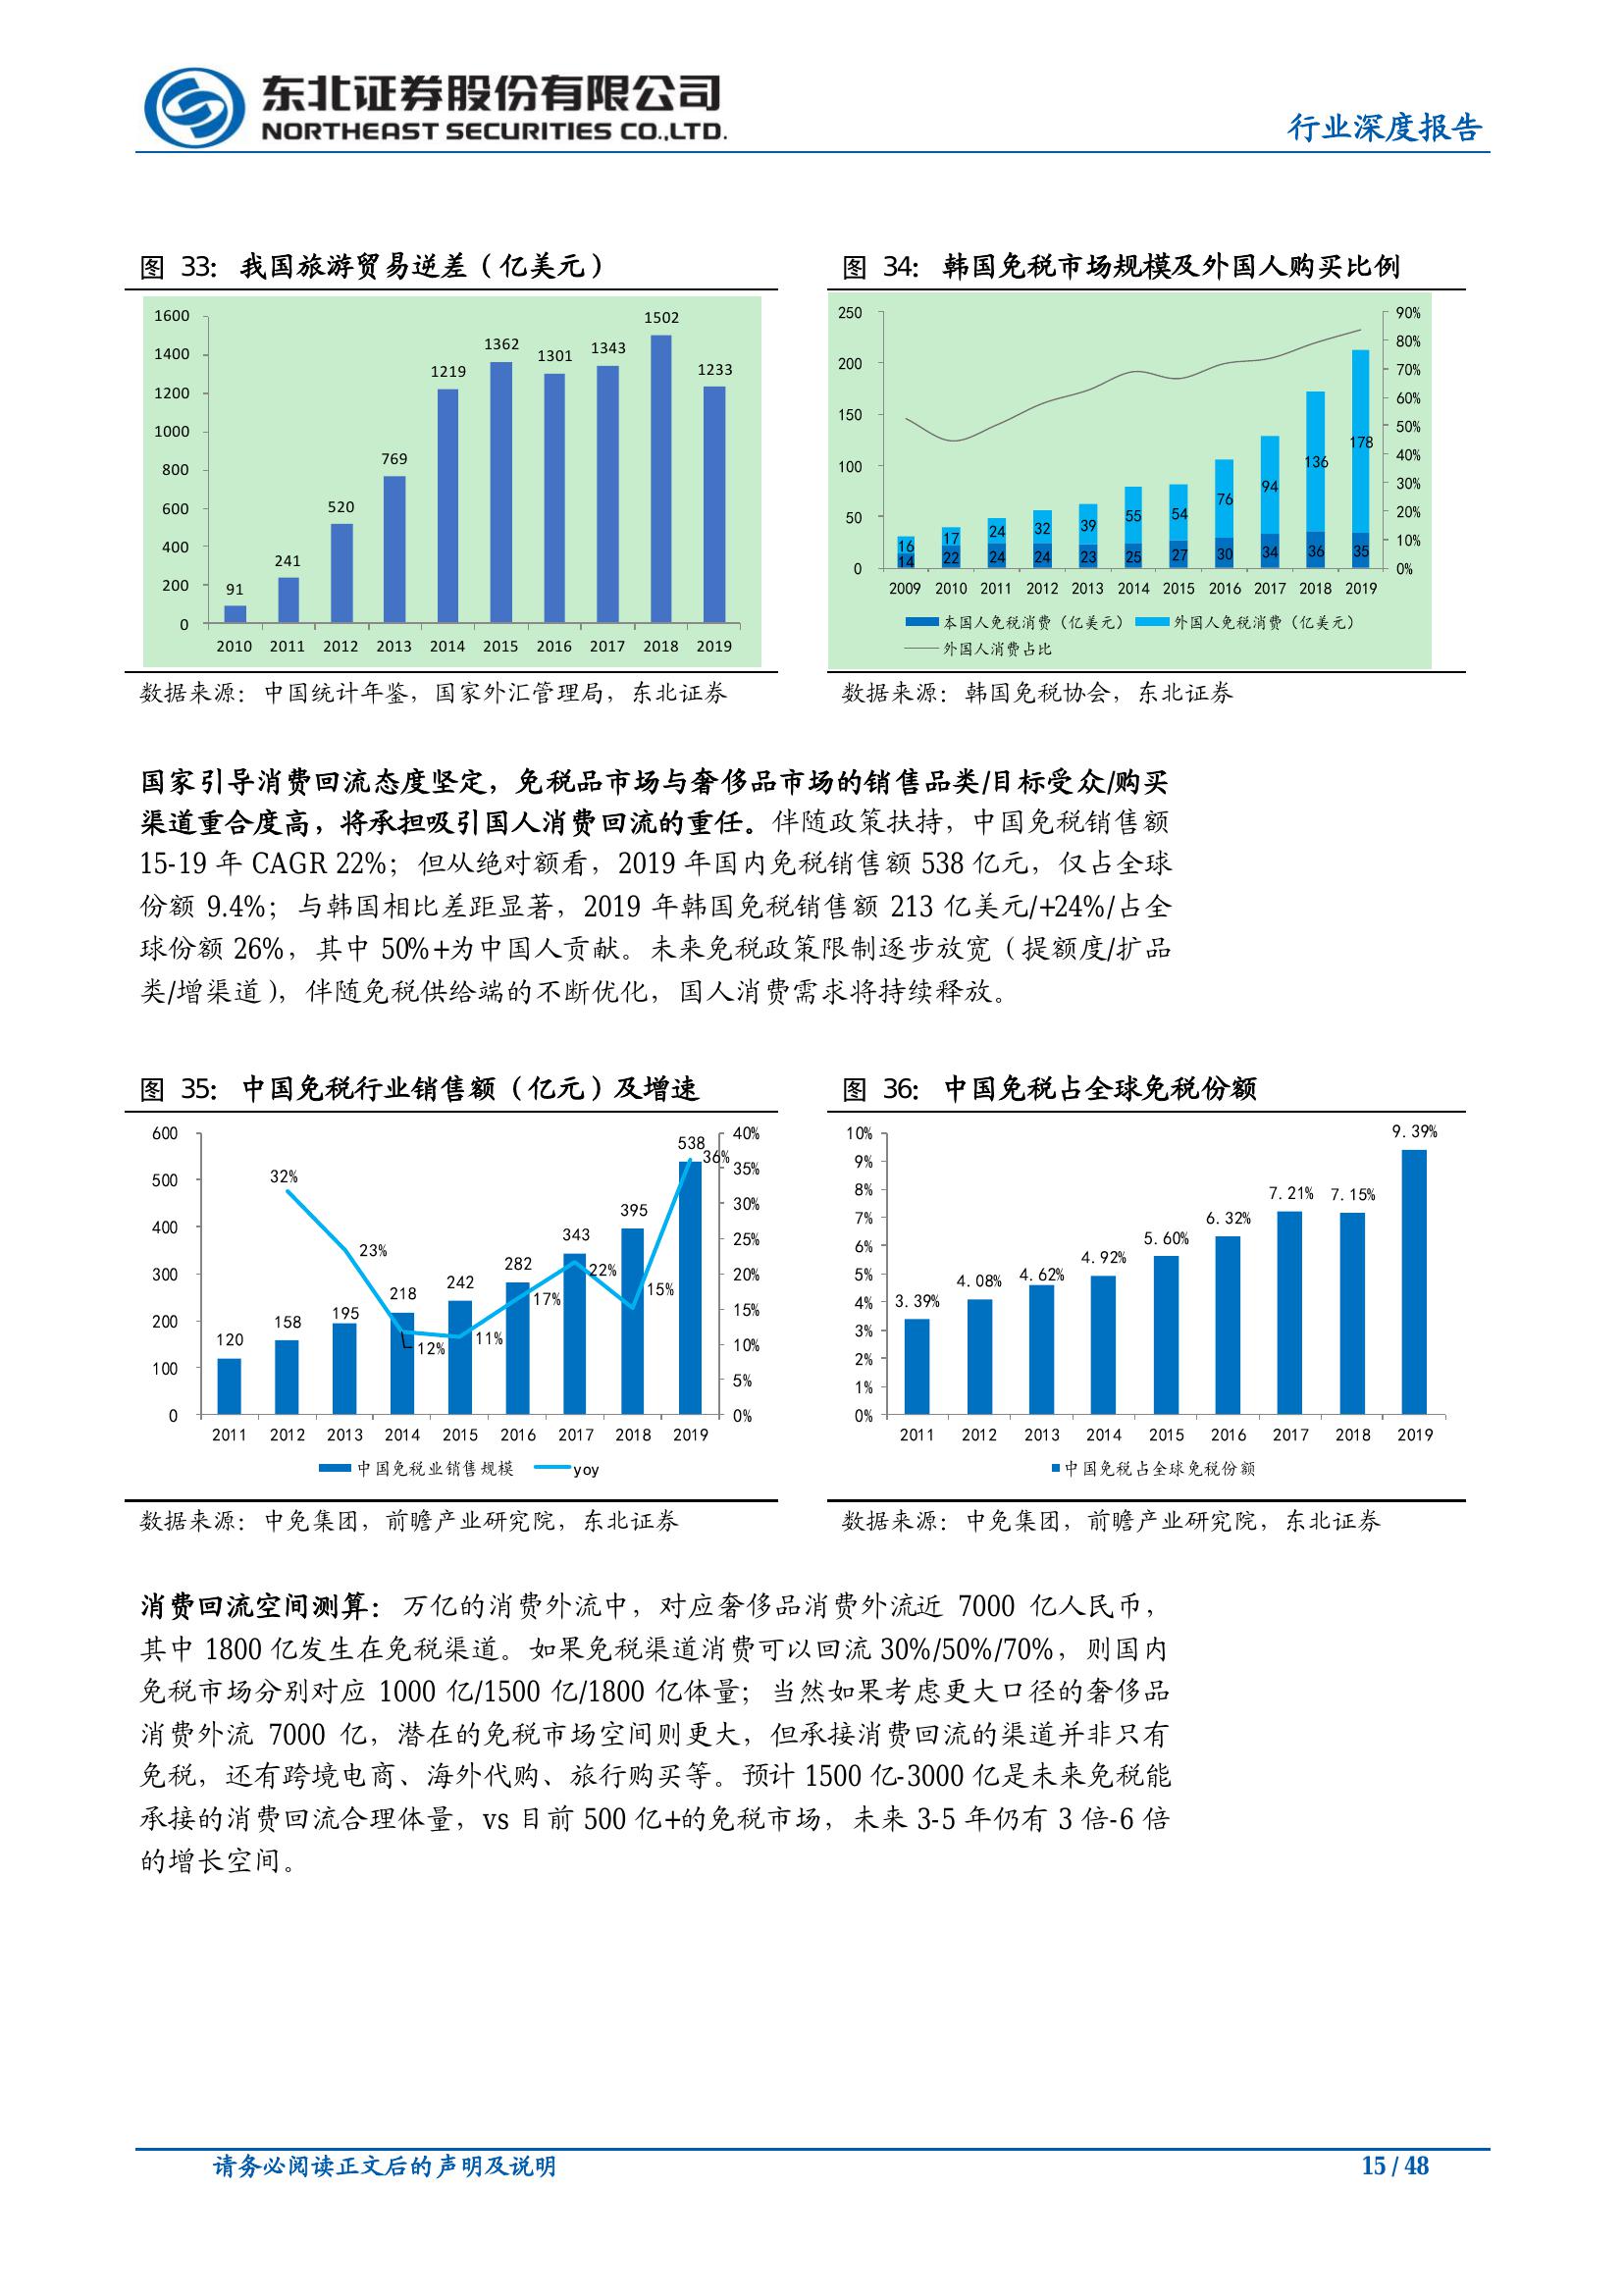 东北证券股份有限公司
NORTHEAST SECURITIES CO.,LTD.
行业深度报告
图 33：我国旅游贸易逆差（亿美元）
1600
1400
1200
1000
800
600
400
200
0
91
241
520
769
1219
1362
1301
1343
1502
1233
2010 2011 2012 2013 2014 2015 2016 2017 2018 2019
数据来源：中国统计年鉴，国家外汇管理局，东北证券
图 34：韩国免税市场规模及外国人购买比例
250
200
150
100
50
0
90%
80%
70%
60%
50%
40%
30%
20%
10%
0%
16 17 24 32 39 55 54 76 94 136 178
14 22 24 24 23 25 27 30 34 36 35
2009 2010 2011 2012 2013 2014 2015 2016 2017 2018 2019
本国人免税消费（亿美元） 外国人免税消费（亿美元）
外国人消费占比
数据来源：韩国免税协会，东北证券
国家引导消费回流态度坚定，免税品市场与奢侈品市场的销售品类/目标受众/购买
渠道重合度高，将承担吸引国人消费回流的重任。伴随政策扶持，中国免税销售额
15-19 年 CAGR 22%；但从绝对额看，2019 年国内免税销售额 538 亿元，仅占全球
份额 9.4%；与韩国相比差距显著，2019 年韩国免税销售额 213 亿美元/+24%/占全
球份额 26%，其中 50%+为中国人贡献。未来免税政策限制逐步放宽（提额度/扩品
类/增渠道），伴随免税供给端的不断优化，国人消费需求将持续释放。
图 35：中国免税行业销售额（亿元）及增速
600
500
400
300
200
100
0
40%
35%
30%
25%
20%
15%
10%
5%
0%
120 158 195 218 242 282 343 395 538
32% 23% 12% 11% 17% 22% 15% 36%
2011 2012 2013 2014 2015 2016 2017 2018 2019
中国免税业销售规模 yoy
数据来源：中免集团，前瞻产业研究院，东北证券
图 36：中国免税占全球免税份额
10%
9%
8%
7%
6%
5%
4%
3%
2%
1%
0%
3.39% 4.08% 4.62% 4.92% 5.60% 6.32% 7.21% 7.15% 9.39%
2011 2012 2013 2014 2015 2016 2017 2018 2019
中国免税占全球免税份额
数据来源：中免集团，前瞻产业研究院，东北证券
消费回流空间测算：万亿的消费外流中，对应奢侈品消费外流近 7000 亿人民币，
其中 1800 亿发生在免税渠道。如果免税渠道消费可以回流 30%/50%/70%，则国内
免税市场分别对应 1000 亿/1500 亿/1800 亿体量；当然如果考虑更大口径的奢侈品
消费外流 7000 亿，潜在的免税市场空间则更大，但承接消费回流的渠道并非只有
免税，还有跨境电商、海外代购、旅行购买等。预计 1500 亿-3000 亿是未来免税能
承接的消费回流合理体量，vs 目前 500 亿+的免税市场，未来 3-5 年仍有 3 倍-6 倍
的增长空间。
请务必阅读正文后的声明及说明
15 / 48